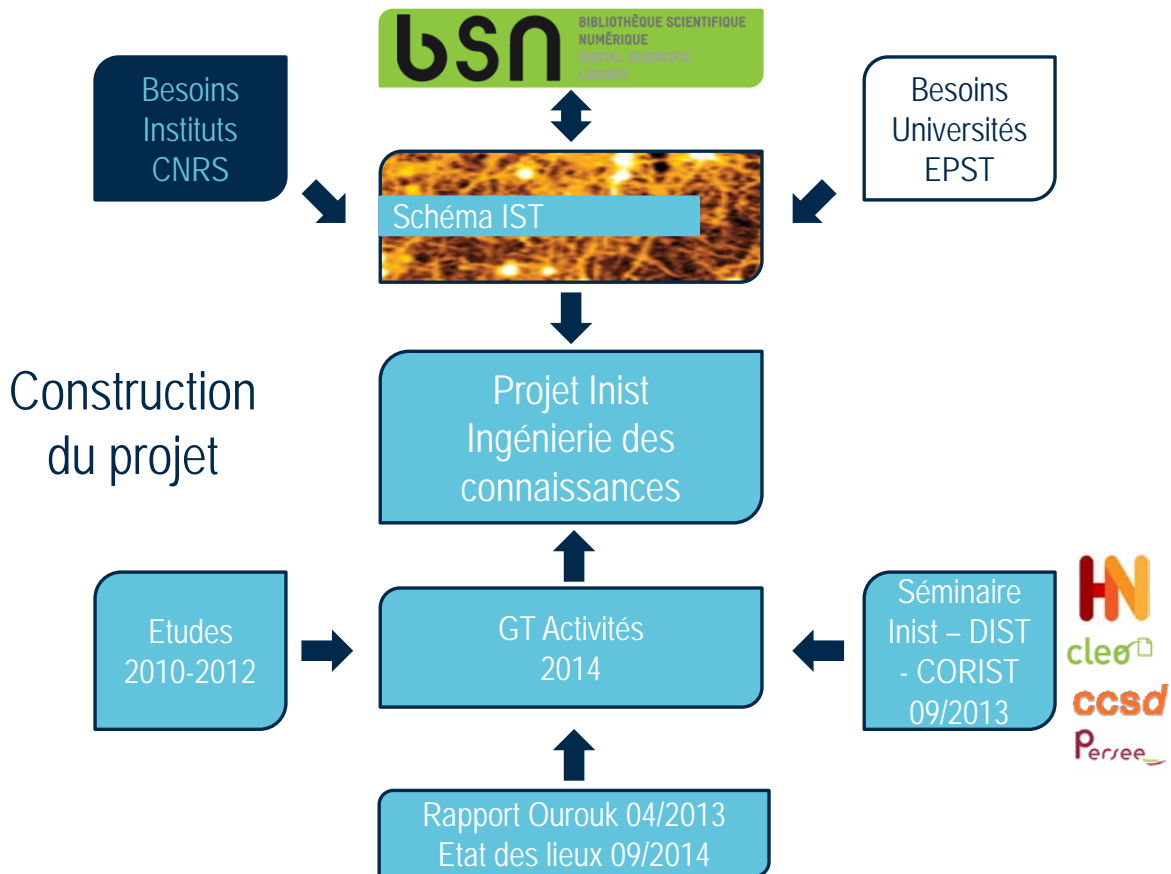 bsn
BIBLIOTHÈQUE SCIENTIFIQUE
NUMÉRIQUE
DIGITAL SCIENTIFIC
LIBRARY
Besoins
Instituts
CNRS
Besoins
Universités
EPST
Schéma IST
Construction
du projet
Projet Inist
Ingénierie des
connaissances
Etudes
2010-2012
GT Activités
2014
Séminaire
Inist – DIST
- CORIST
09/2013
HN
cleo
ccsd
Persee
Rapport Ourouk 04/2013
Etat des lieux 09/2014